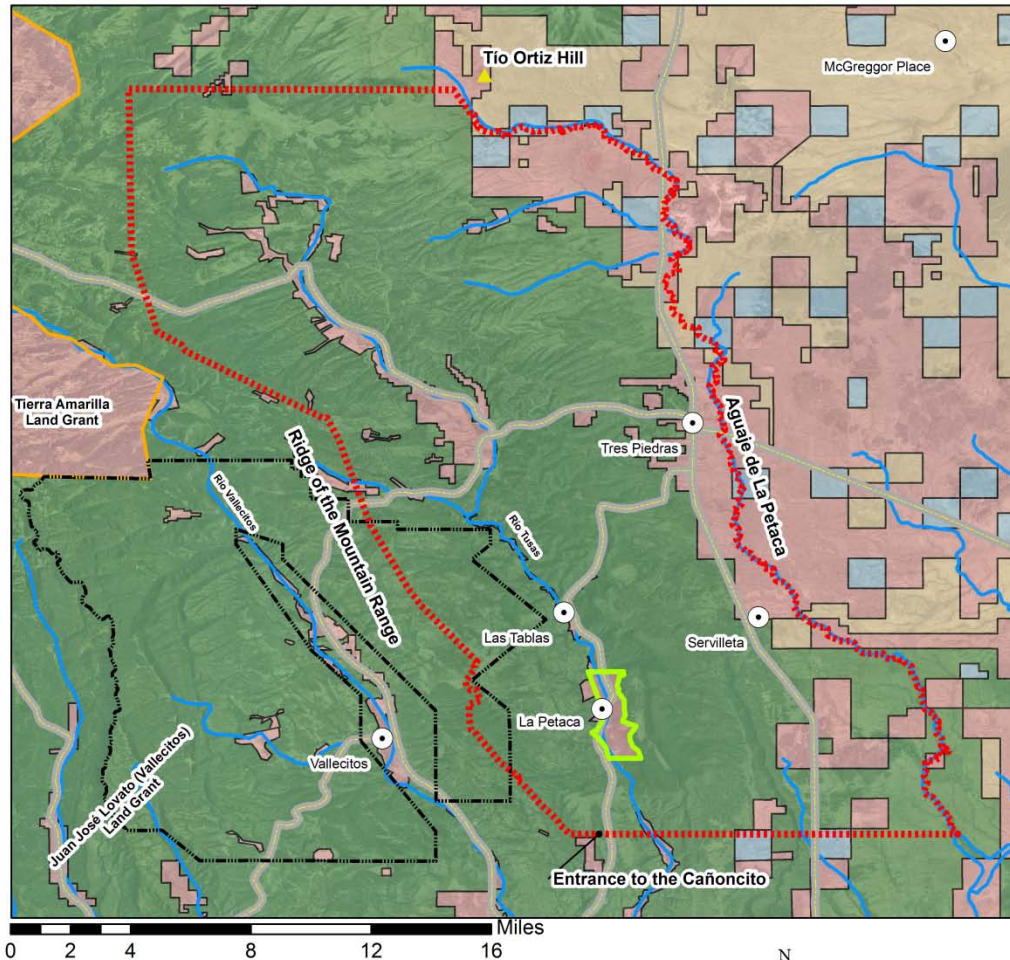 Tío Ortiz Hill
McGreggor Place
Tierra Amarilla
Land Grant
Ridge of the Mountain Range
Río Vallecitos
Río Tusas
Tres Piedras
Aguaje de La Petaca
Las Tablas
Servilleta
La Petaca
Vallecitos
Juan José Lovato (Vallecitos)
Land Grant
Entrance to the Cañoncito
Miles
0 2 4 8 12 16
N